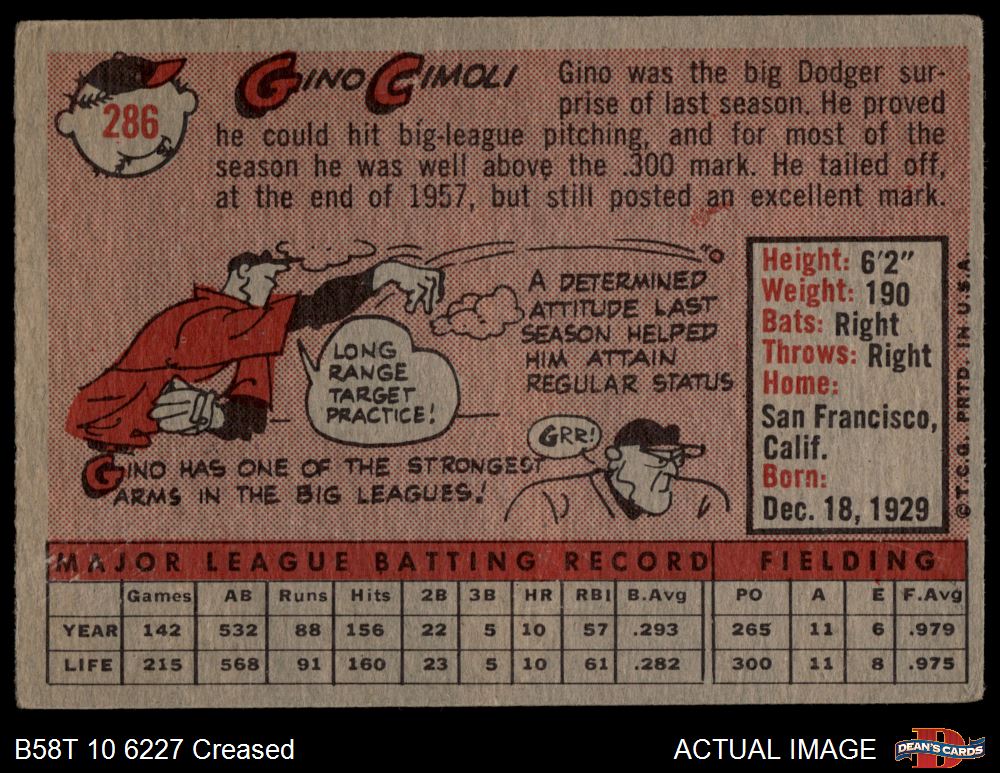 286
GINO CIMOLI
Gino was the big Dodger sur-
prise of last season. He proved
he could hit big-league pitching, and for most of the
season he was well above the .300 mark. He tailed off,
at the end of 1957, but still posted an excellent mark.
A DETERMINED
ATTITUDE LAST
SEASON HELPED
HIM ATTAIN
REGULAR STATUS
LONG
RANGE
TARGET
PRACTICE!
GRR!
GINO HAS ONE OF THE STRONGEST
ARMS IN THE BIG LEAGUES!
Height: 6'2"
Weight: 190
Bats: Right
Throws: Right
Home:
San Francisco,
Calif.
Born:
Dec. 18, 1929
©T.C.G. PRTD. IN U.S.A.
MAJOR LEAGUE BATTING RECORD FIELDING
Games AB Runs Hits 2B 3B HR RBI B.Avg PO A E F.Avg
YEAR 142 532 88 156 22 5 10 57 .293 265 11 6 .979
LIFE 215 568 91 160 23 5 10 61 .282 300 11 8 .975
B58T 10 6227 Creased
ACTUAL IMAGE
D
DEAN'S CARDS